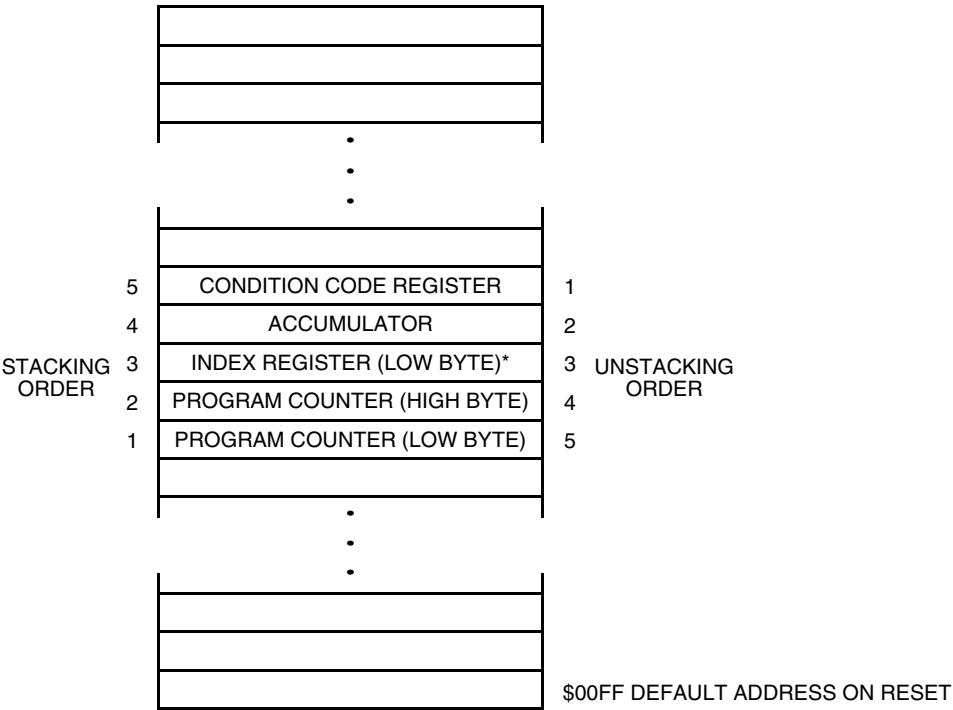 5 CONDITION CODE REGISTER 1
4 ACCUMULATOR 2
STACKING ORDER
3 INDEX REGISTER (LOW BYTE)* 3
UNSTACKING ORDER
2 PROGRAM COUNTER (HIGH BYTE) 4
1 PROGRAM COUNTER (LOW BYTE) 5
$00FF DEFAULT ADDRESS ON RESET